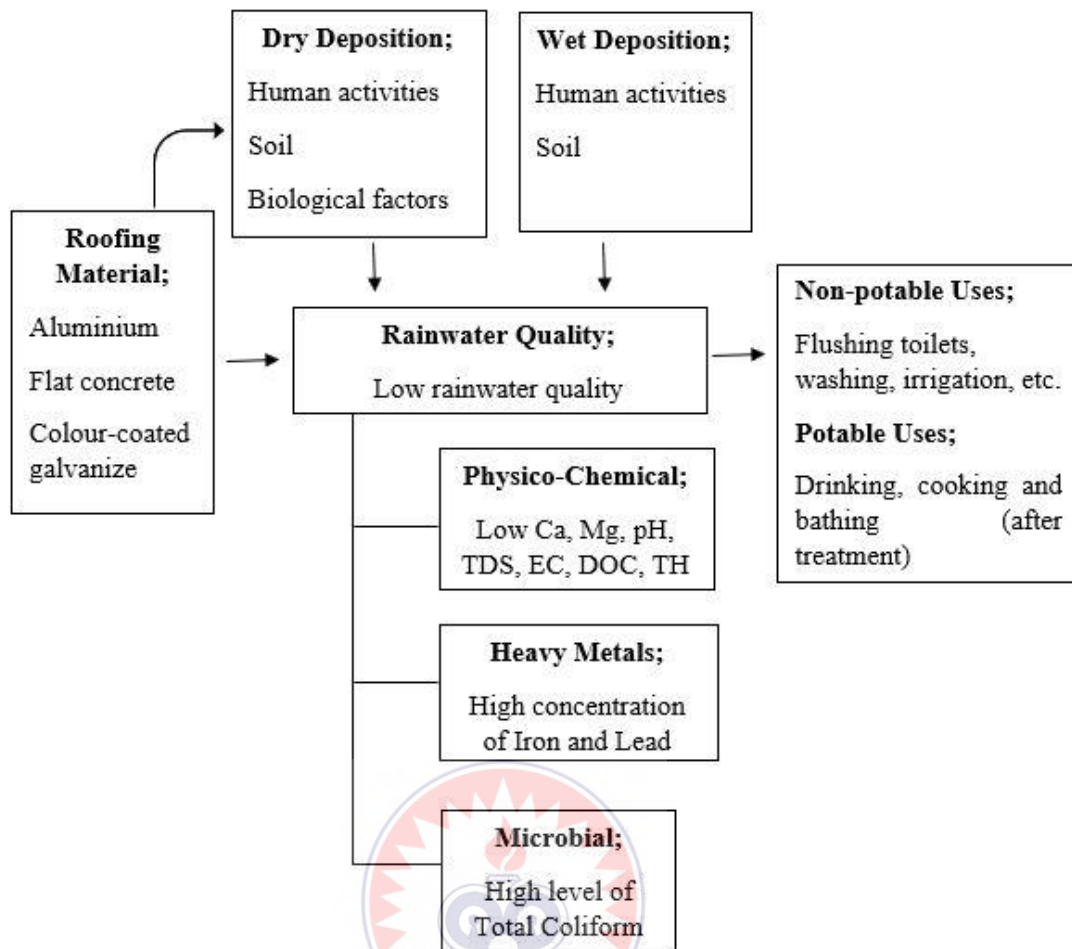 Dry Deposition;
Human activities
Soil
Biological factors
Wet Deposition;
Human activities
Soil
Roofing
Material;
Aluminium
Flat concrete
Colour-coated
galvanize
Rainwater Quality;
Low rainwater quality
Non-potable Uses;
Flushing toilets,
washing, irrigation, etc.
Potable Uses;
Drinking, cooking and
bathing (after
treatment)
Physico-Chemical;
Low Ca, Mg, pH,
TDS, EC, DOC, TH
Heavy Metals;
High concentration
of Iron and Lead
Microbial;
High level of
Total Coliform